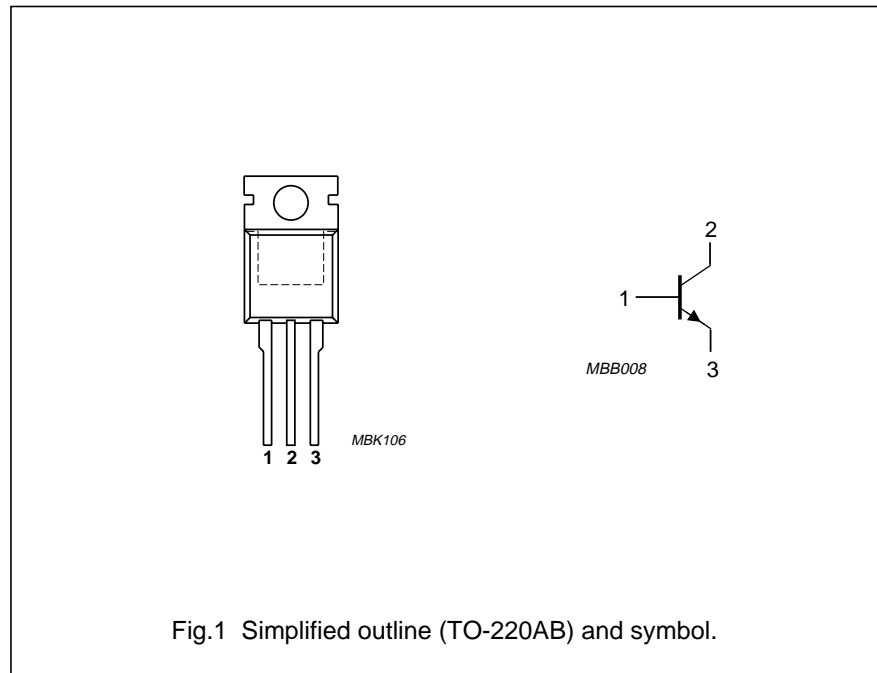 2
1
MBB008
3
MBK106
1 2 3
Fig.1 Simplified outline (TO-220AB) and symbol.